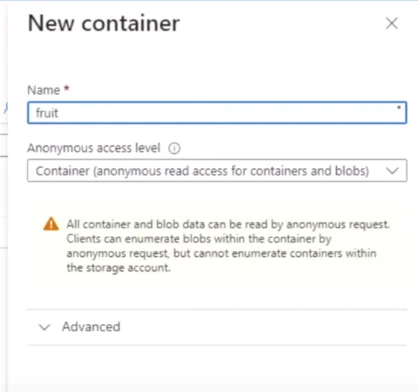 New container
Name *
fruit
Anonymous access level
Container (anonymous read access for containers and blobs)
All container and blob data can be read by anonymous request.
Clients can enumerate blobs within the container by
anonymous request, but cannot enumerate containers within
the storage account.
Advanced